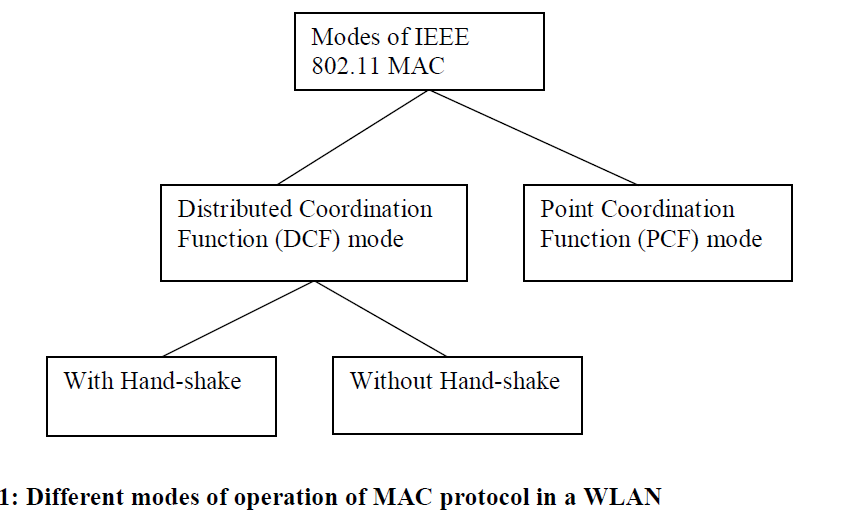 Modes of IEEE
802.11 MAC
Distributed Coordination
Function (DCF) mode
Point Coordination
Function (PCF) mode
With Hand-shake
Without Hand-shake
1: Different modes of operation of MAC protocol in a WLAN